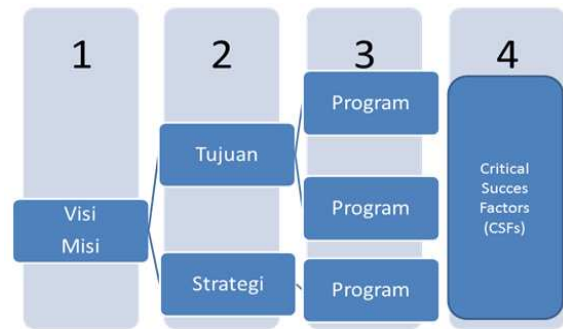 1
2
3
4
Visi
Misi
Tujuan
Strategi
Program
Program
Program
Critical
Succes
Factors
(CSFs)